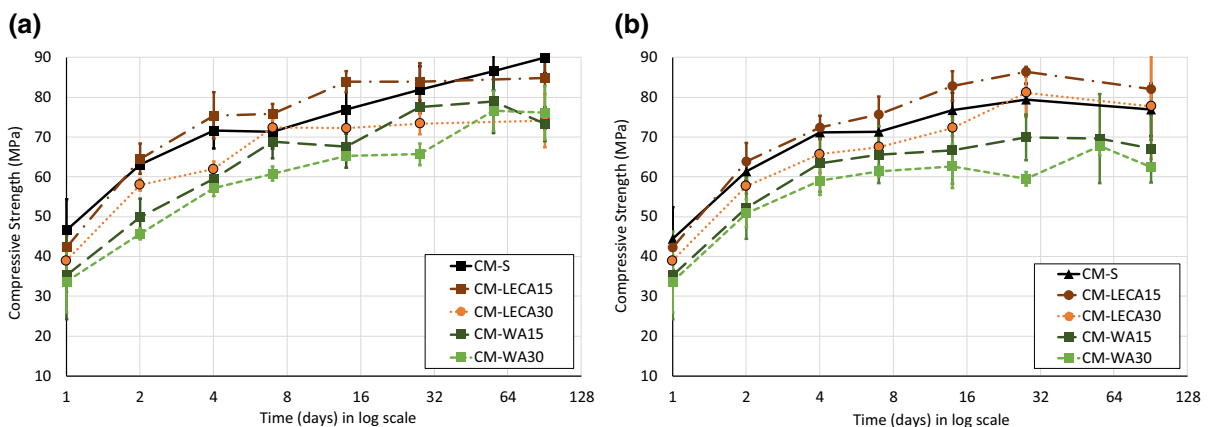 (a)
Compressive Strength (MPa)
90
80
70
60
50
40
30
20
10
1 2 4 8 16 32 64 128
Time (days) in log scale
CM-S
CM-LECA15
CM-LECA30
CM-WA15
CM-WA30
(b)
Compressive Strength (MPa)
90
80
70
60
50
40
30
20
10
1 2 4 8 16 32 64 128
Time (days) in log scale
CM-S
CM-LECA15
CM-LECA30
CM-WA15
CM-WA30